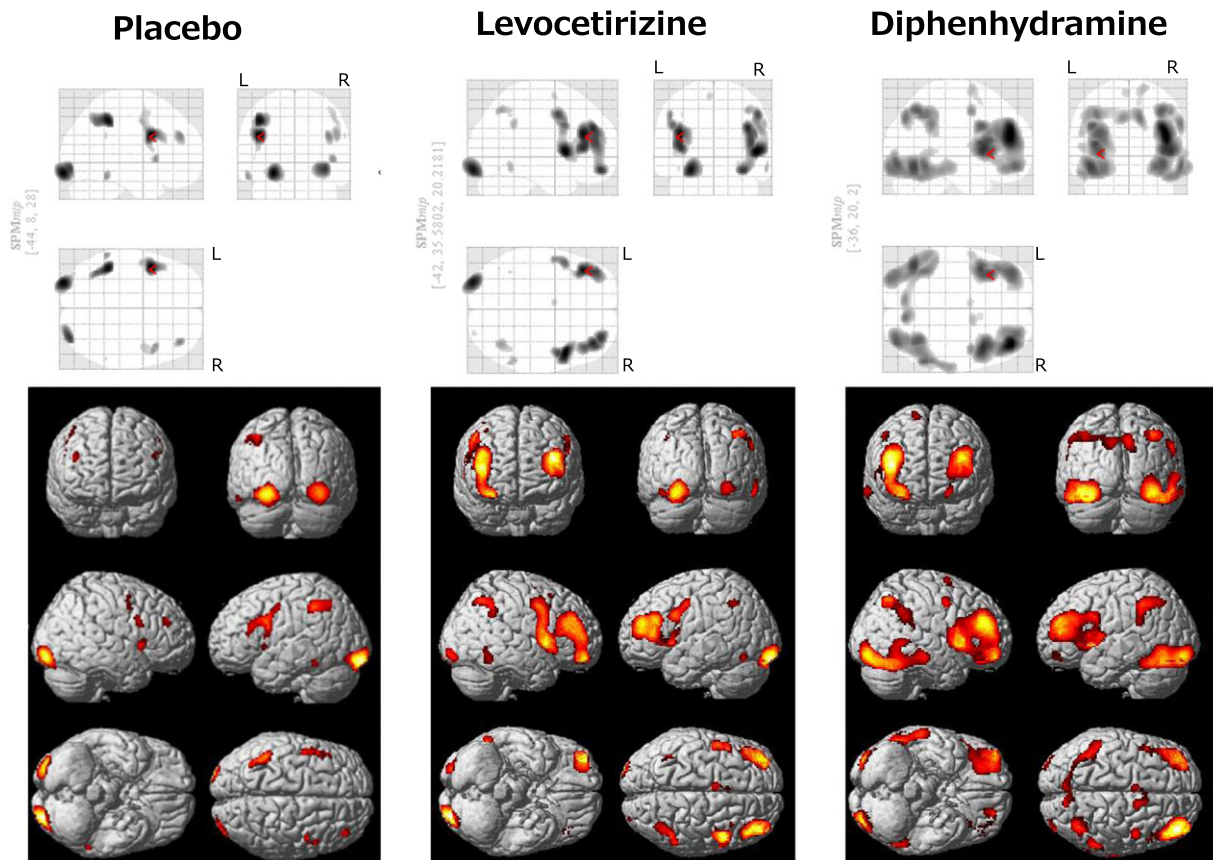 Placebo
Levocetirizine
Diphenhydramine
L
R
L
R
L
R
SPMmip
[-44, 8, 28]
SPMmip
[-42, 35.5802, 20.2181]
SPMmip
[-36, 20, 2]
L
L
L
R
R
R